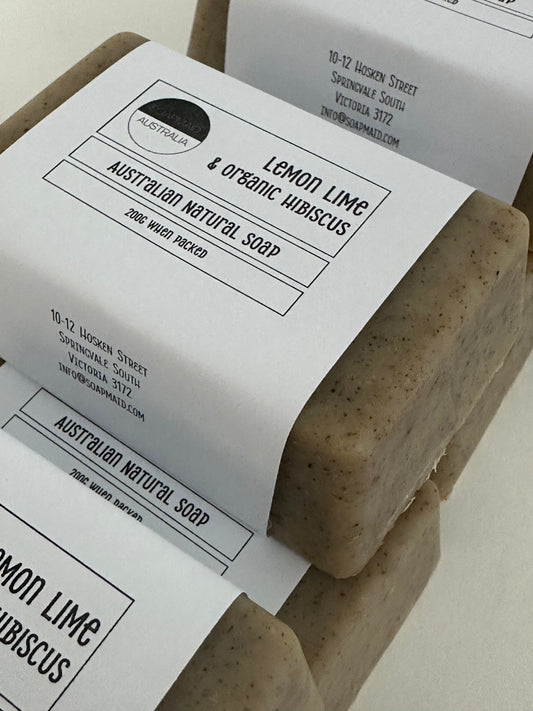 packed
10-12 Hosken Street
Springvale South
Victoria 3172
info@soapmaid.com
SOAPMAID
AUSTRALIA
Lemon Lime
& Organic Hibiscus
Australian Natural Soap
200g when packed
10-12 Hosken Street
Springvale South
Victoria 3172
info@soapmaid.com
Australian Natural Soap
200g when packed
Lime